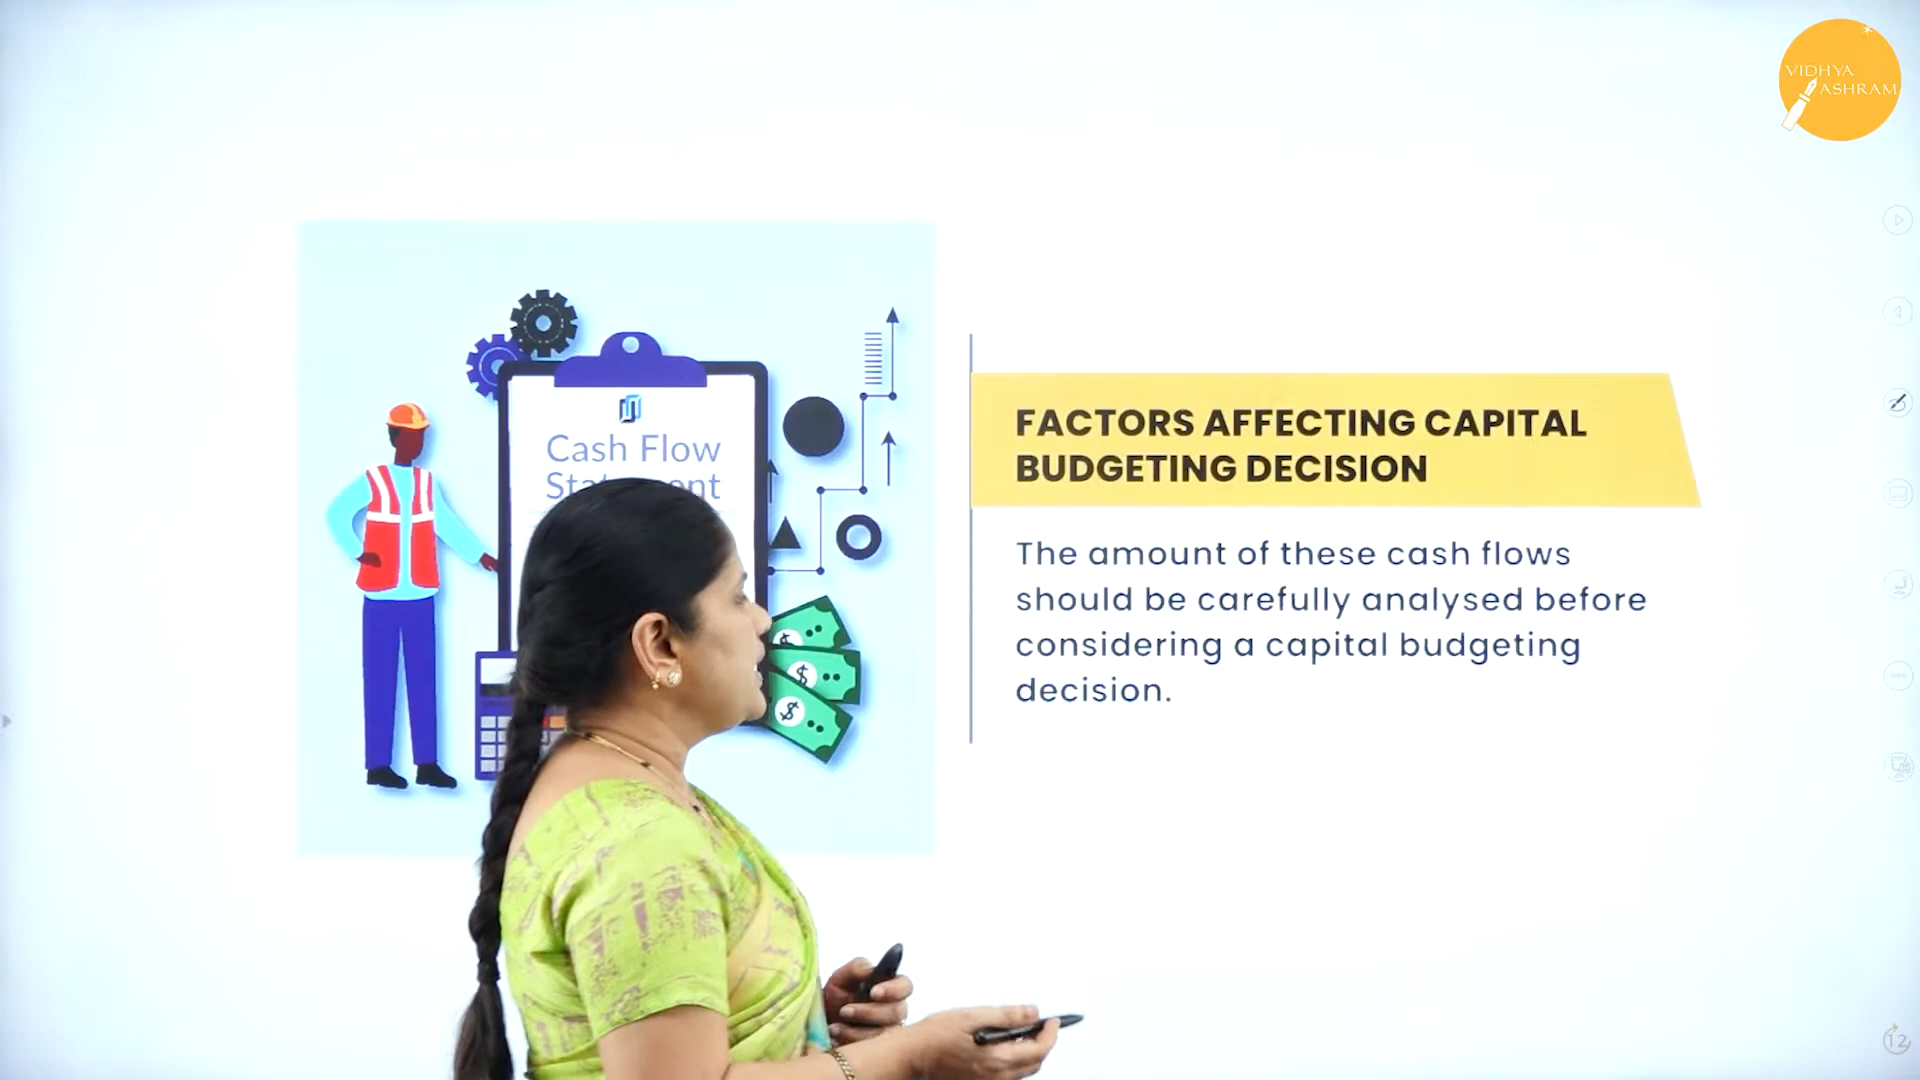 VIDHYA
ASHRAM
Cash Flow
FACTORS AFFECTING CAPITAL
BUDGETING DECISION
The amount of these cash flows
should be carefully analysed before
considering a capital budgeting
decision.
12